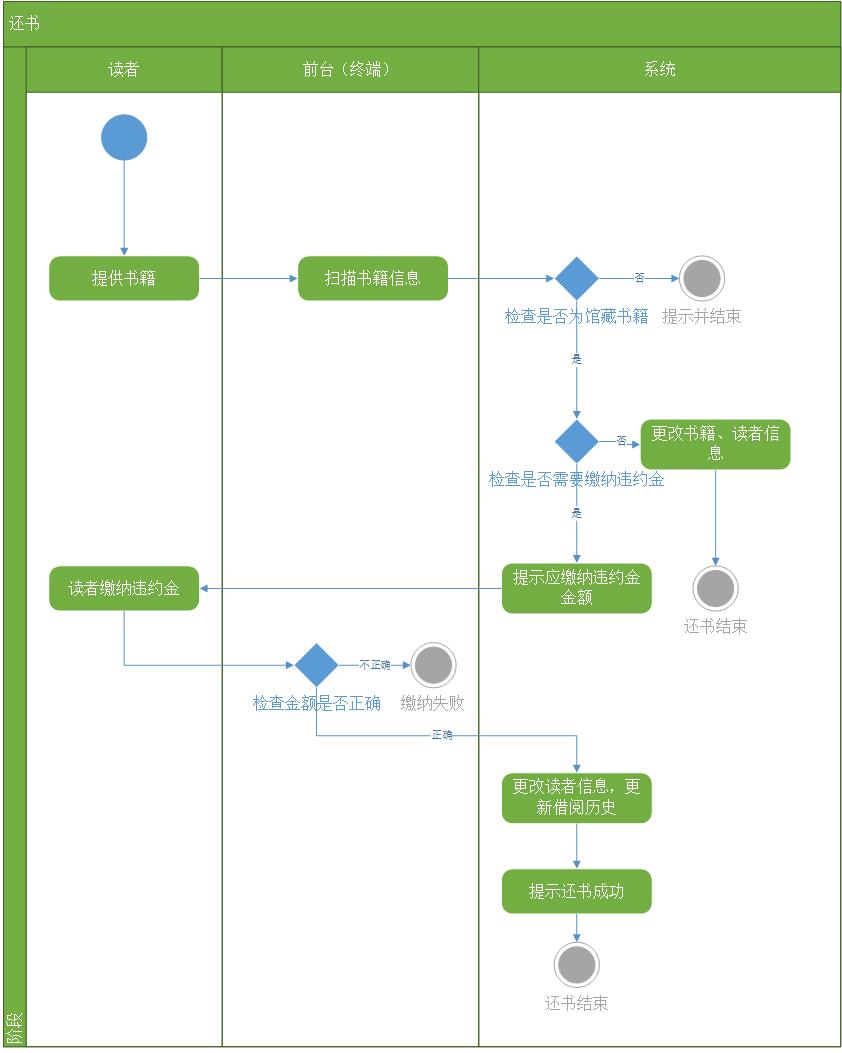 还书
读者
前台（终端）
系统
提供书籍
扫描书籍信息
否
检查是否为馆藏书籍
提示并结束
是
否
更改书籍、读者信
息
检查是否需要缴纳违约金
是
提示应缴纳违约金
金额
读者缴纳违约金
还书结束
不正确
检查金额是否正确
缴纳失败
正确
更改读者信息，更
新借阅历史
提示还书成功
还书结束
阶段